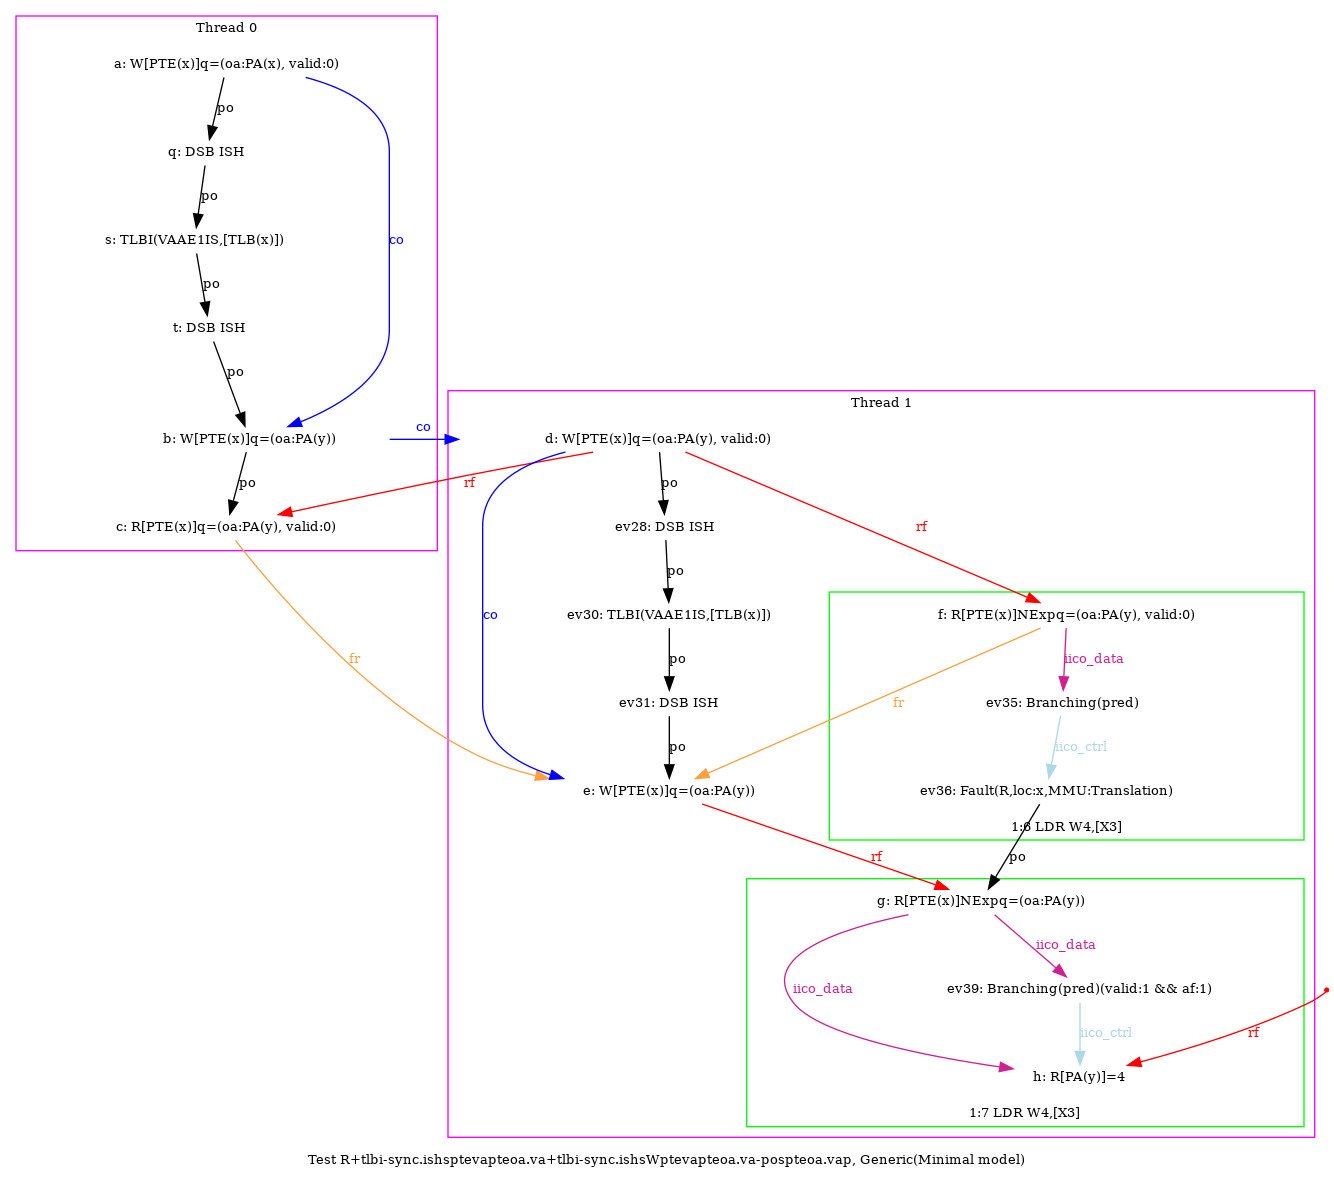 Thread 0
a: W[PTE(x)]q=(oa:PA(x), valid:0)
po
q: DSB ISH
po
s: TLBI(VAAE1IS,[TLB(x)])
co
po
t: DSB ISH
po
Thread 1
co
b: W[PTE(x)]q=(oa:PA(y))
d: W[PTE(x)]q=(oa:PA(y), valid:0)
po
rf
po
c: R[PTE(x)]q=(oa:PA(y), valid:0)
ev28: DSB ISH
rf
po
co
ev30: TLBI(VAAE1IS,[TLB(x)])
f: R[PTE(x)]NExpq=(oa:PA(y), valid:0)
fr
po
iico_data
ev31: DSB ISH
fr
ev35: Branching(pred)
po
iico_ctrl
e: W[PTE(x)]q=(oa:PA(y))
ev36: Fault(R,loc:x,MMU:Translation)
1:6 LDR W4,[X3]
rf
po
g: R[PTE(x)]NExpq=(oa:PA(y))
iico_data
iico_data
ev39: Branching(pred)(valid:1 && af:1)
iico_ctrl
rf
h: R[PA(y)]=4
1:7 LDR W4,[X3]
Test R+tlbi-sync.ishsptevapteoa.va+tlbi-sync.ishsWptevapteoa.va-pospteoa.vap, Generic(Minimal model)